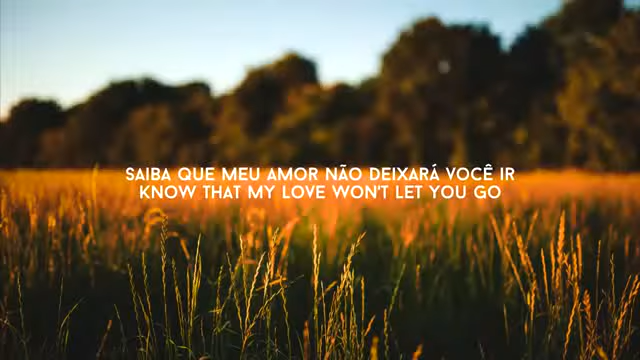 SAIBA QUE MEU AMOR NÃO DEIXARÁ VOCÊ IR
KNOW THAT MY LOVE WON'T LET YOU GO